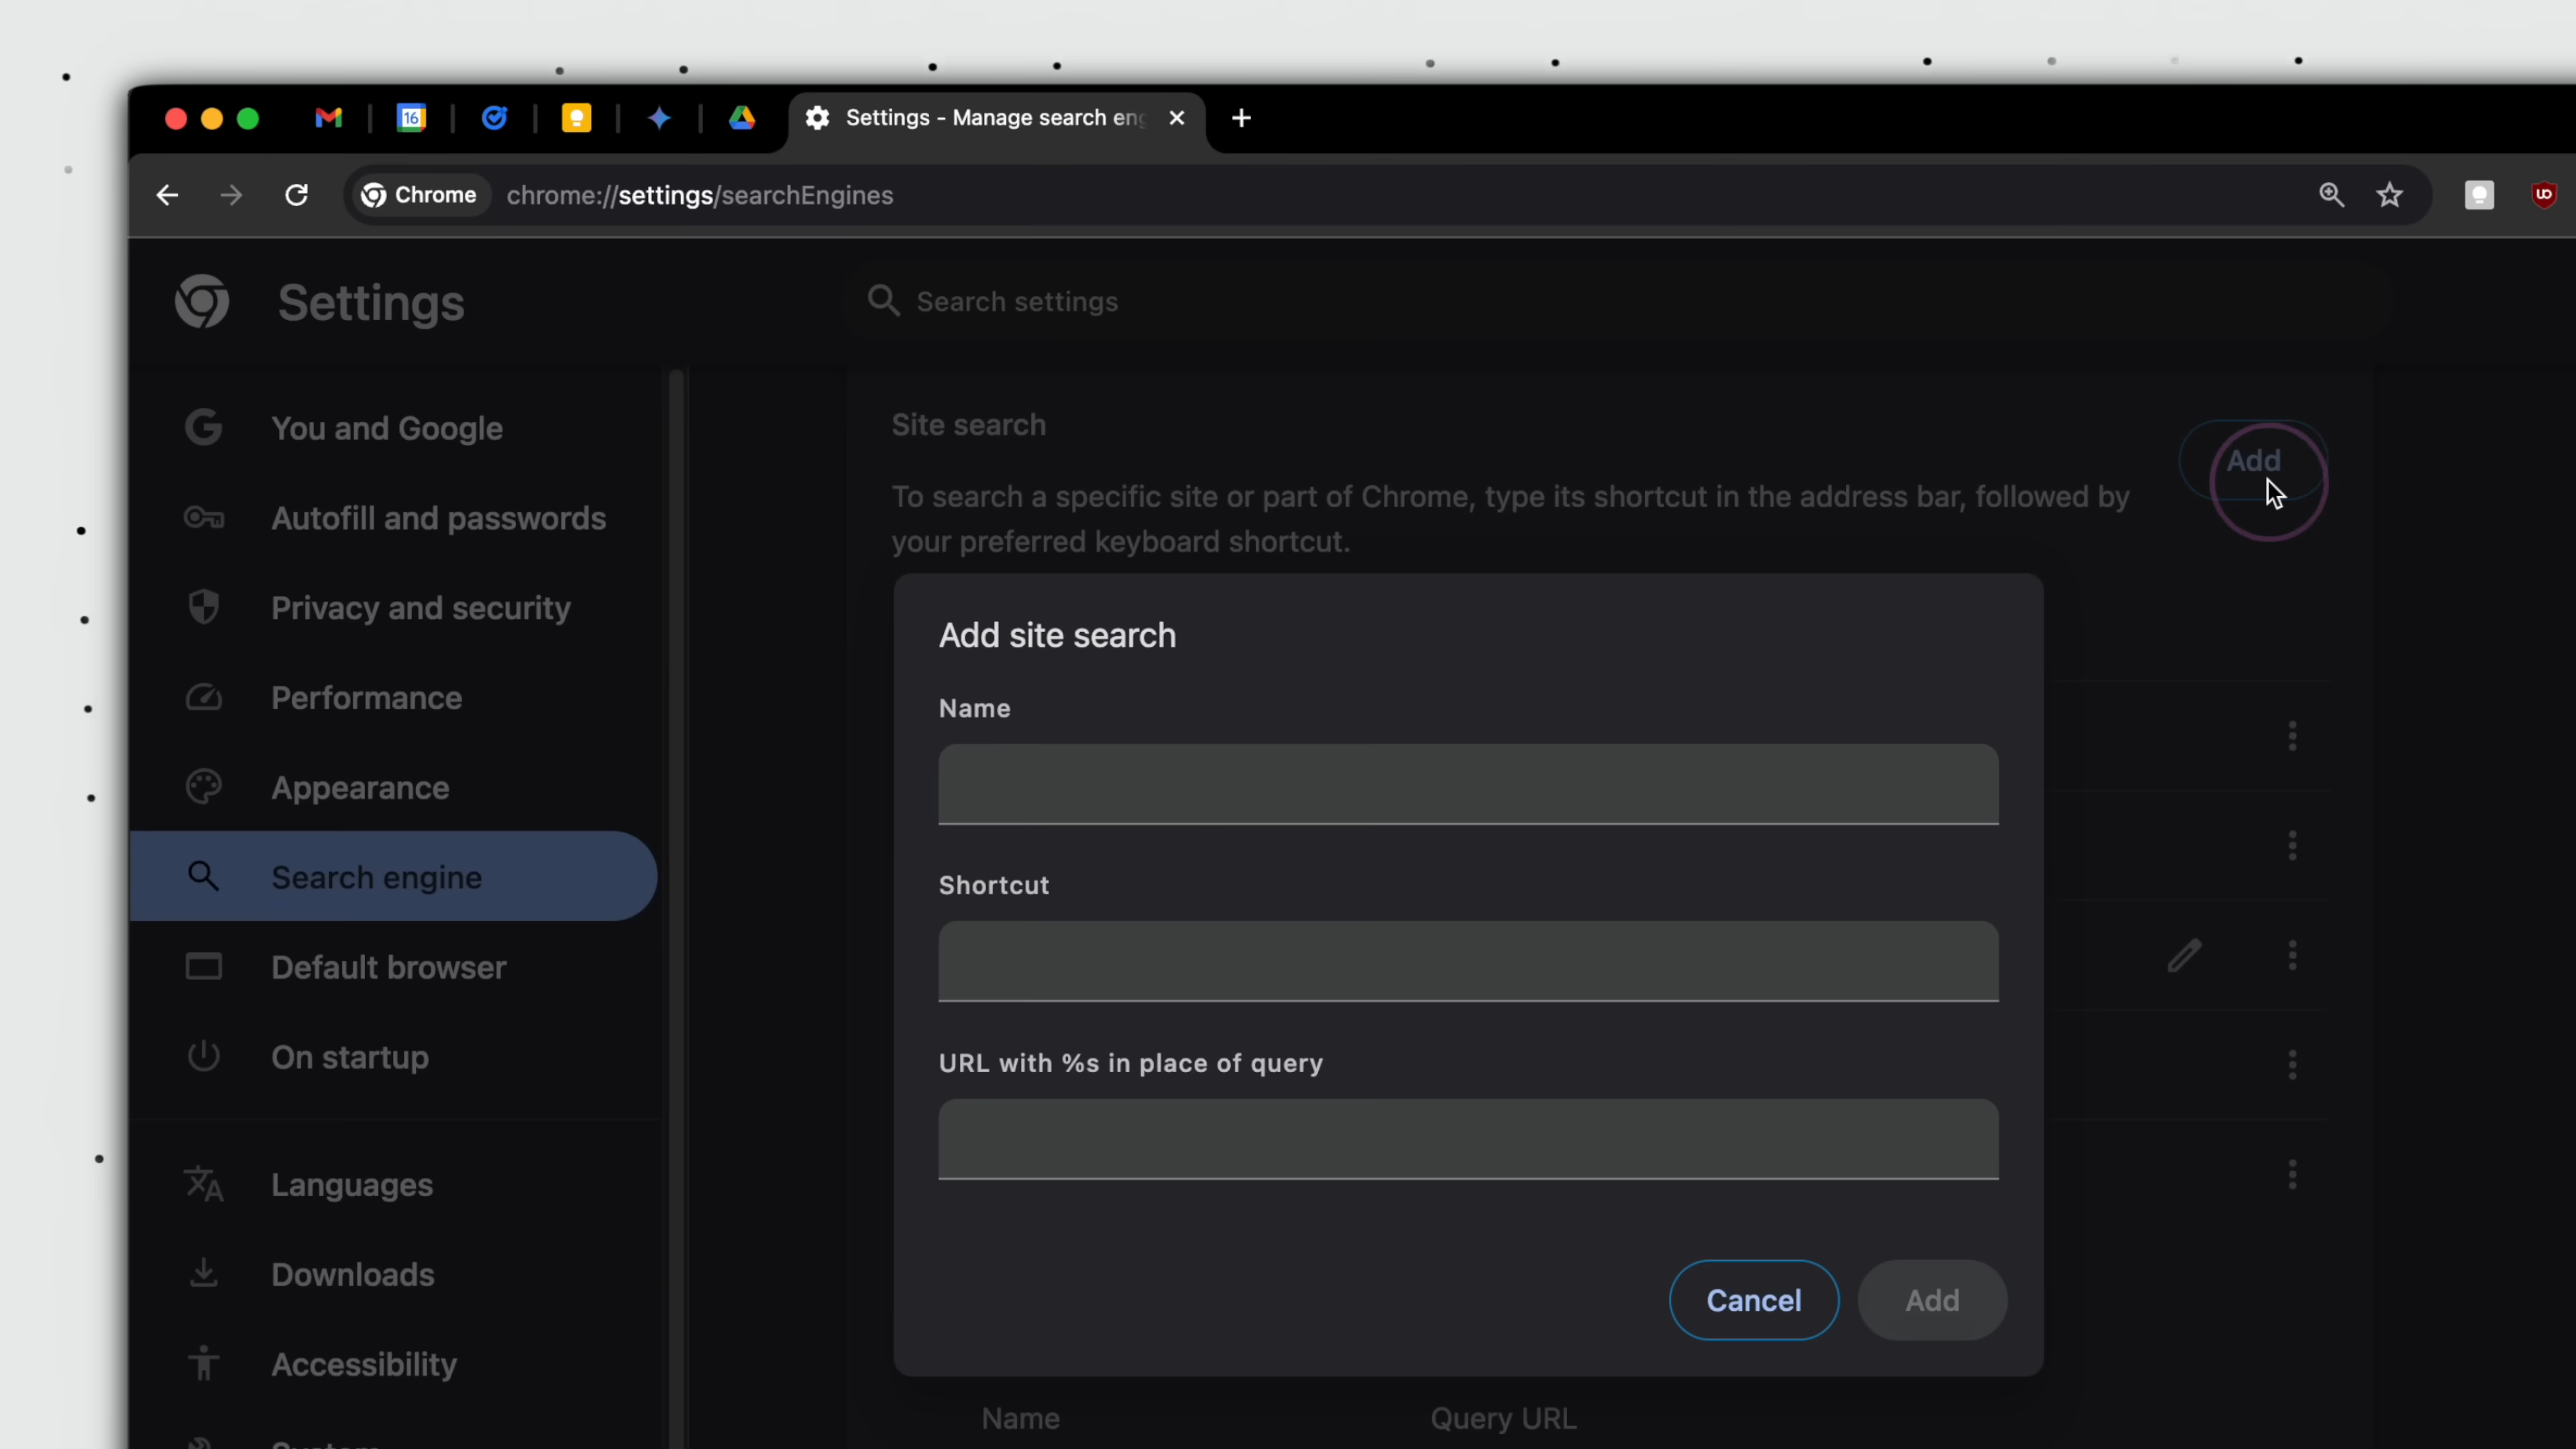 16
Settings - Manage search eng
Chrome
chrome://settings/searchEngines
Settings
Search settings
You and Google
Autofill and passwords
Privacy and security
Performance
Appearance
Search engine
Default browser
On startup
Languages
Downloads
Accessibility
System
Site search
Add
To search a specific site or part of Chrome, type its shortcut in the address bar, followed by
your preferred keyboard shortcut.
Add site search
Name
Shortcut
URL with %s in place of query
Cancel
Add
Name
Query URL